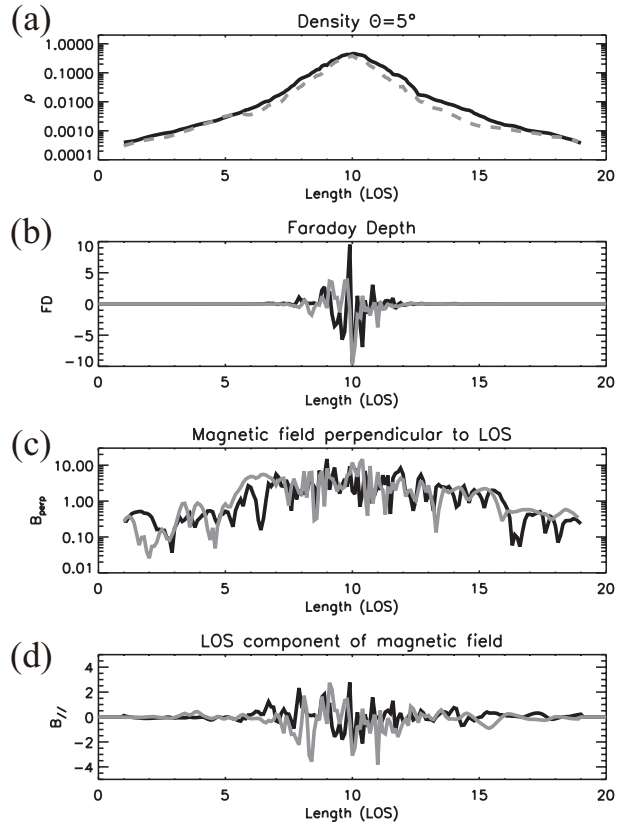 (a)
Density Θ=5°
1.0000
0.1000
0.0100
0.0010
0.0001
ρ
0 5 10 15 20
Length (LOS)
(b)
Faraday Depth
10
5
0
−5
−10
FD
0 5 10 15 20
Length (LOS)
(c)
Magnetic field perpendicular to LOS
10.00
1.00
0.10
0.01
Bperp
0 5 10 15 20
Length (LOS)
(d)
LOS component of magnetic field
4
2
0
−2
−4
B//
0 5 10 15 20
Length (LOS)